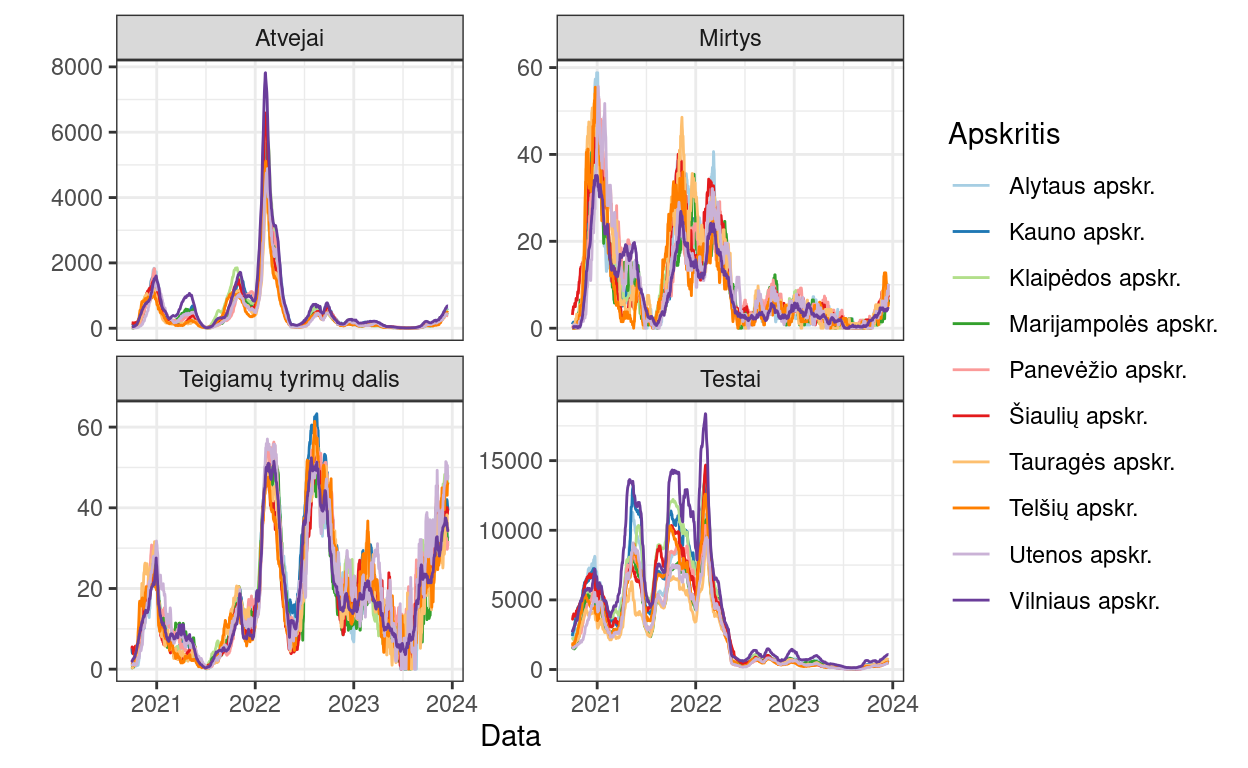 Atvejai
Mirtys
8000
6000
4000
2000
0
60
40
20
0
Teigiamų tyrimų dalis
Testai
60
40
20
0
15000
10000
5000
0
2021 2022 2023 2024
2021 2022 2023 2024
Data
Apskritis
Alytaus apskr.
Kauno apskr.
Klaipėdos apskr.
Marijampolės apskr.
Panevėžio apskr.
Šiaulių apskr.
Tauragės apskr.
Telšių apskr.
Utenos apskr.
Vilniaus apskr.